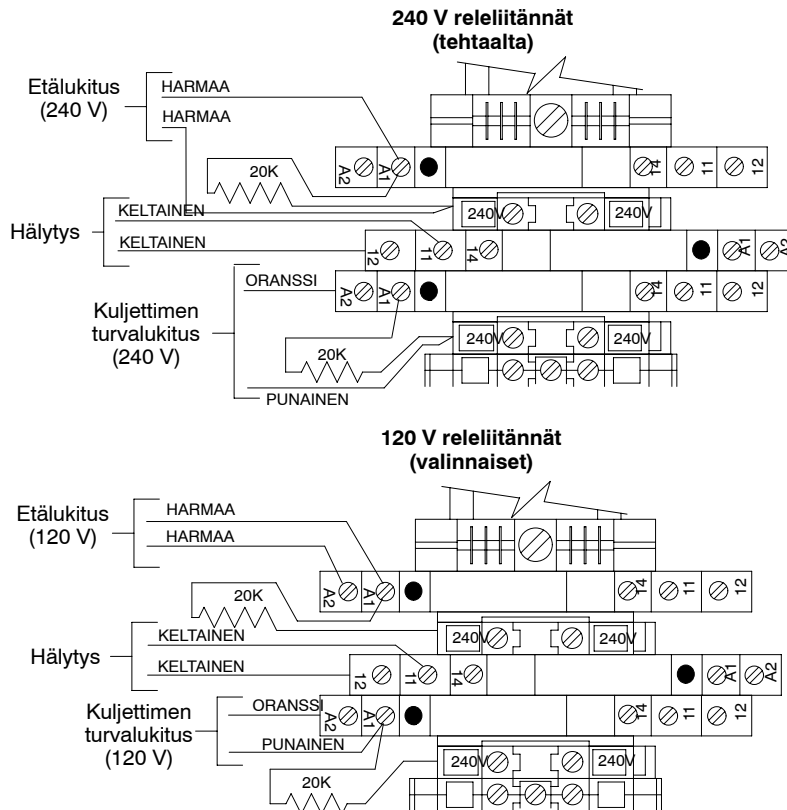 240 V releliitännät
(tehtaalta)
Etälukitus
(240 V)
HARMAA
HARMAA
20K
A2 A1 14 11 12
240V 240V
Hälytys
KELTAINEN
KELTAINEN
12 11 14 A1 A2
Kuljettimen
turvalukitus
(240 V)
ORANSSI
A2 A1 14 11 12
20K
240V 240V
PUNAINEN
120 V releliitännät
(valinnaiset)
Etälukitus
(120 V)
HARMAA
HARMAA
20K
A2 A1 14 11 12
240V 240V
Hälytys
KELTAINEN
KELTAINEN
12 11 14 A1 A2
Kuljettimen
turvalukitus
(120 V)
ORANSSI
A2 A1 14 11 12
PUNAINEN
20K
240V 240V